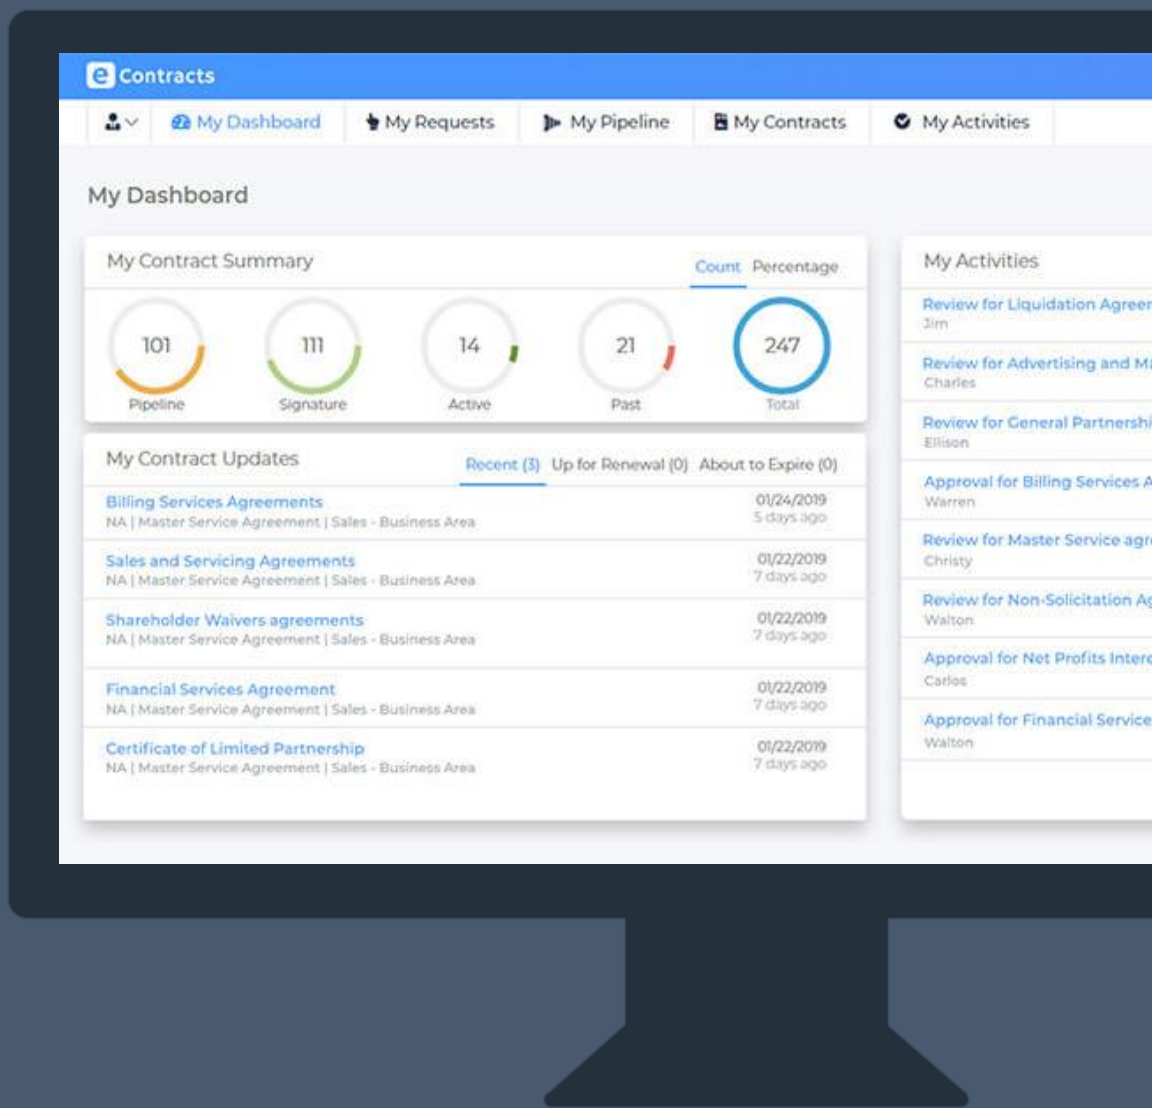 e Contracts
My Dashboard
My Requests
My Pipeline
My Contracts
My Activities
My Dashboard
My Contract Summary
Count Percentage
101
111
14
21
247
Pipeline
Signature
Active
Past
Total
My Contract Updates
Recent (3) Up for Renewal (0) About to Expire (0)
Billing Services Agreements
01/24/2019
NA | Master Service Agreement | Sales - Business Area
5 days ago
Sales and Servicing Agreements
01/22/2019
NA | Master Service Agreement | Sales - Business Area
7 days ago
Shareholder Waivers agreements
01/22/2019
NA | Master Service Agreement | Sales - Business Area
7 days ago
Financial Services Agreement
01/22/2019
NA | Master Service Agreement | Sales - Business Area
7 days ago
Certificate of Limited Partnership
01/22/2019
NA | Master Service Agreement | Sales - Business Area
7 days ago
My Activities
Review for Liquidation Agreer
Jim
Review for Advertising and Ma
Charles
Review for General Partnershi
Ellison
Approval for Billing Services A
Warren
Review for Master Service agre
Christy
Review for Non-Solicitation Ag
Walton
Approval for Net Profits Intere
Carlos
Approval for Financial Service
Walton